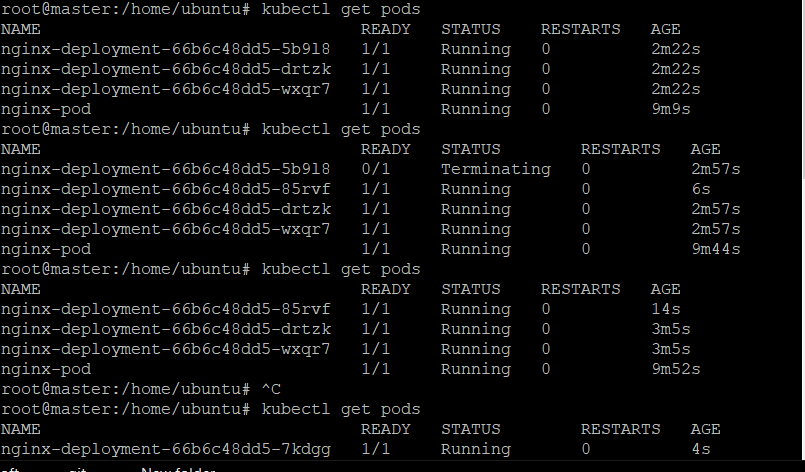 root@master:/home/ubuntu# kubectl get pods
NAME READY STATUS RESTARTS AGE
nginx-deployment-66b6c48dd5-5b9l8 1/1 Running 0 2m22s
nginx-deployment-66b6c48dd5-drtzk 1/1 Running 0 2m22s
nginx-deployment-66b6c48dd5-wxqr7 1/1 Running 0 2m22s
nginx-pod 1/1 Running 0 9m9s
root@master:/home/ubuntu# kubectl get pods
NAME READY STATUS RESTARTS AGE
nginx-deployment-66b6c48dd5-5b9l8 0/1 Terminating 0 2m57s
nginx-deployment-66b6c48dd5-85rvf 1/1 Running 0 6s
nginx-deployment-66b6c48dd5-drtzk 1/1 Running 0 2m57s
nginx-deployment-66b6c48dd5-wxqr7 1/1 Running 0 2m57s
nginx-pod 1/1 Running 0 9m44s
root@master:/home/ubuntu# kubectl get pods
NAME READY STATUS RESTARTS AGE
nginx-deployment-66b6c48dd5-85rvf 1/1 Running 0 14s
nginx-deployment-66b6c48dd5-drtzk 1/1 Running 0 3m5s
nginx-deployment-66b6c48dd5-wxqr7 1/1 Running 0 3m5s
nginx-pod 1/1 Running 0 9m52s
root@master:/home/ubuntu# ^C
root@master:/home/ubuntu# kubectl get pods
NAME READY STATUS RESTARTS AGE
nginx-deployment-66b6c48dd5-7kdgg 1/1 Running 0 4s